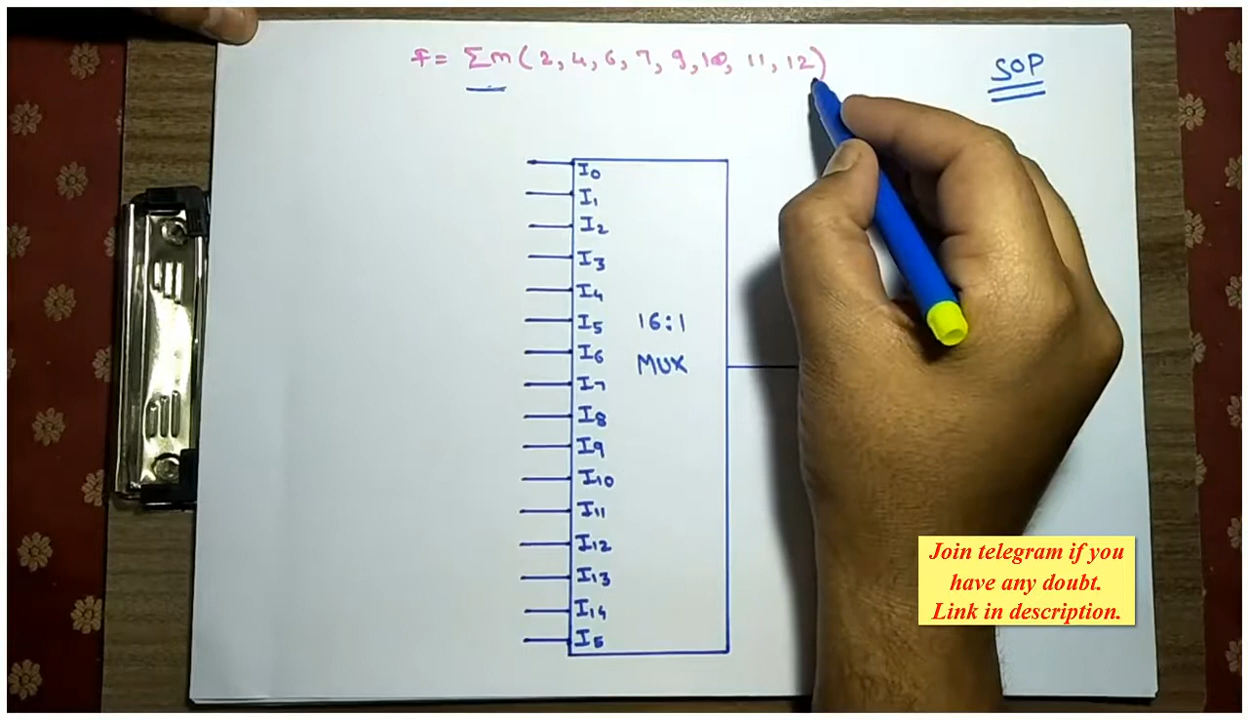 f = Σm ( 2, 4, 6, 7, 9, 10, 11, 12)
SOP
I0
I1
I2
I3
I4
I5
I6
I7
I8
I9
I10
I11
I12
I13
I14
I5
16:1
MUX
Join telegram if you
have any doubt.
Link in description.